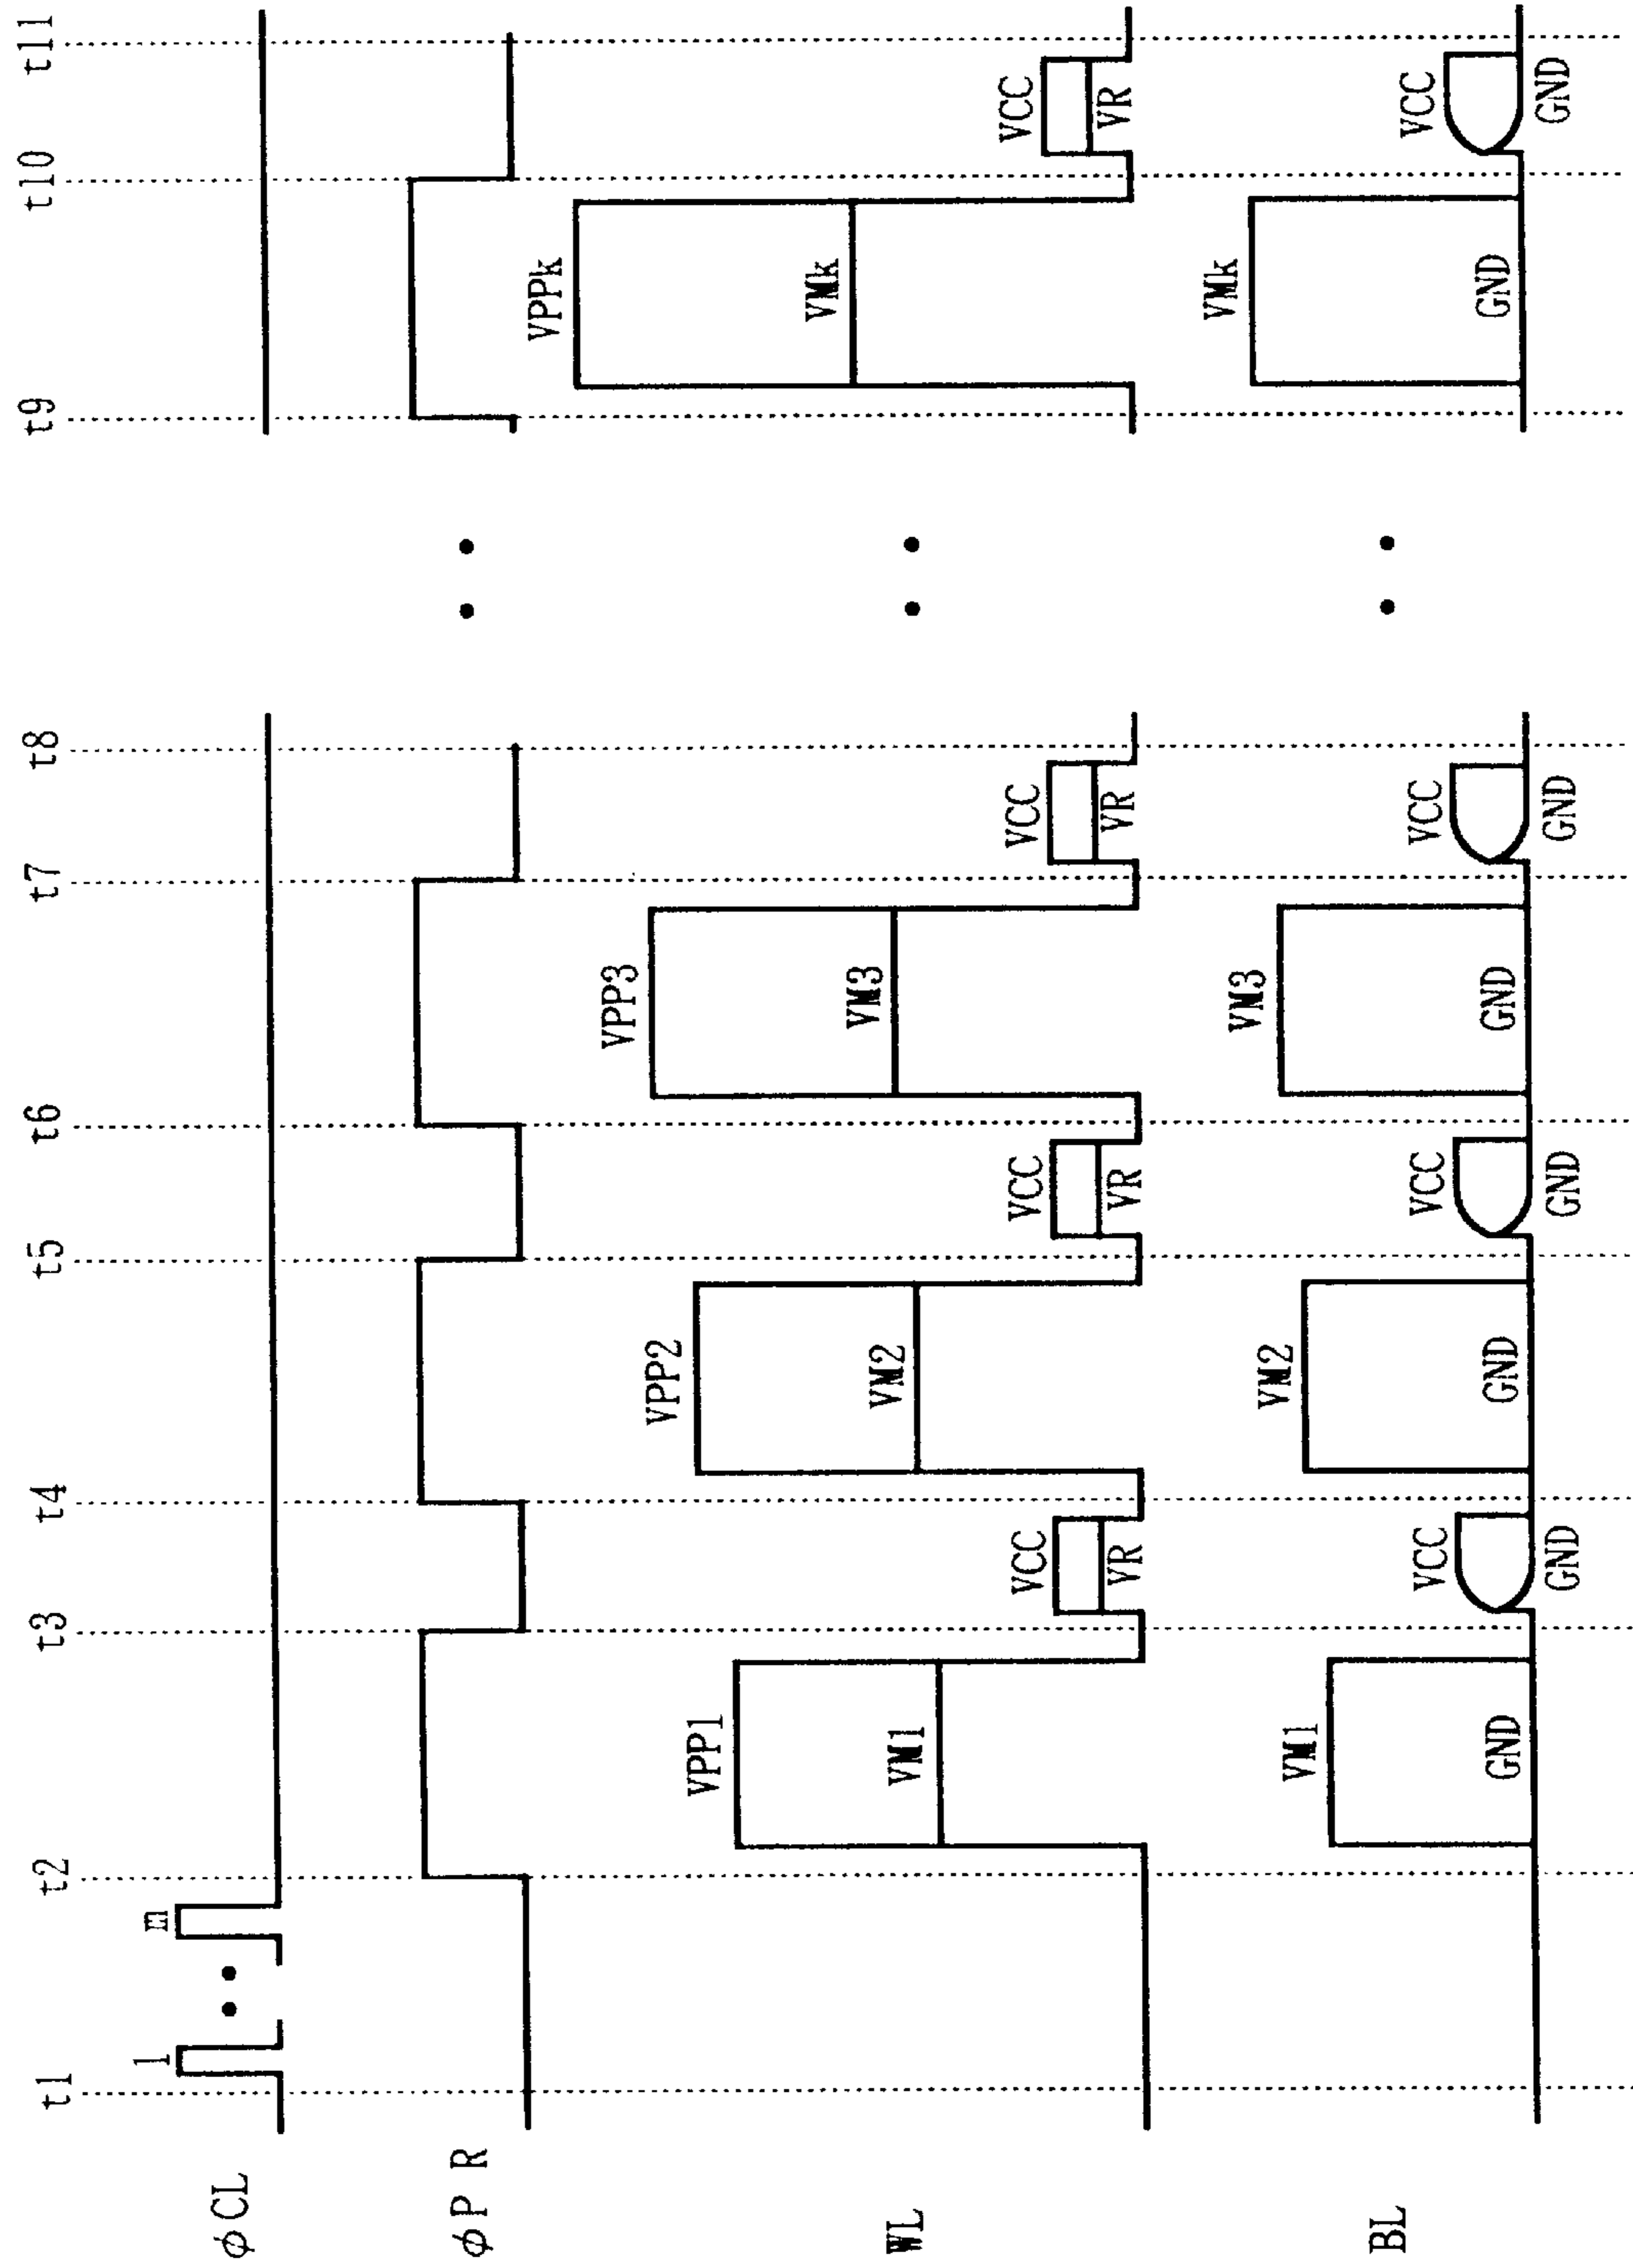 t1 t2 t3 t4 t5 t6 t7 t8 t9 t10 t11
φCL 1 m
φP R
WL VPP1 VM1 VCC VR VPP2 VM2 VCC VR VPP3 VM3 VCC VR VPPk VMk VCC VR
BL VM1 GND VCC GND VM2 GND VCC GND VM3 GND VCC GND VMk GND VCC GND